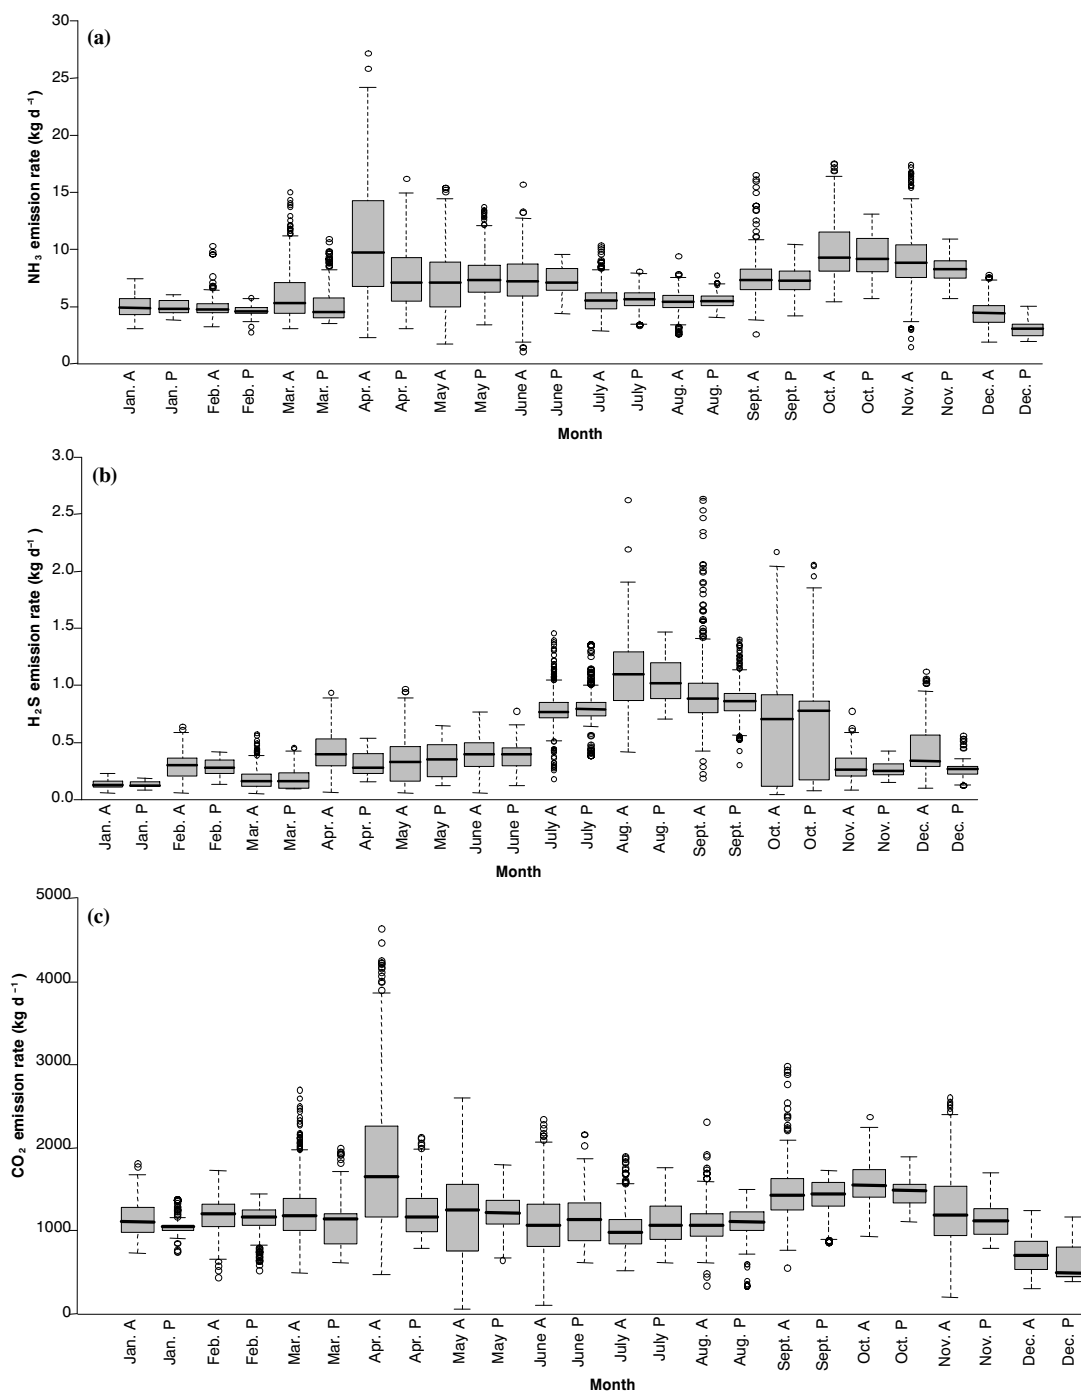 (a)
NH3 emission rate (kg d−1)
30
25
20
15
10
5
0
Jan. A
Jan. P
Feb. A
Feb. P
Mar. A
Mar. P
Apr. A
Apr. P
May A
May P
June A
June P
July A
July P
Aug. A
Aug. P
Sept. A
Sept. P
Oct. A
Oct. P
Nov. A
Nov. P
Dec. A
Dec. P
Month
(b)
H2S emission rate (kg d−1)
3.0
2.5
2.0
1.5
1.0
0.5
0.0
Jan. A
Jan. P
Feb. A
Feb. P
Mar. A
Mar. P
Apr. A
Apr. P
May A
May P
June A
June P
July A
July P
Aug. A
Aug. P
Sept. A
Sept. P
Oct. A
Oct. P
Nov. A
Nov. P
Dec. A
Dec. P
Month
(c)
CO2 emission rate (kg d−1)
5000
4000
3000
2000
1000
0
Jan. A
Jan. P
Feb. A
Feb. P
Mar. A
Mar. P
Apr. A
Apr. P
May A
May P
June A
June P
July A
July P
Aug. A
Aug. P
Sept. A
Sept. P
Oct. A
Oct. P
Nov. A
Nov. P
Dec. A
Dec. P
Month